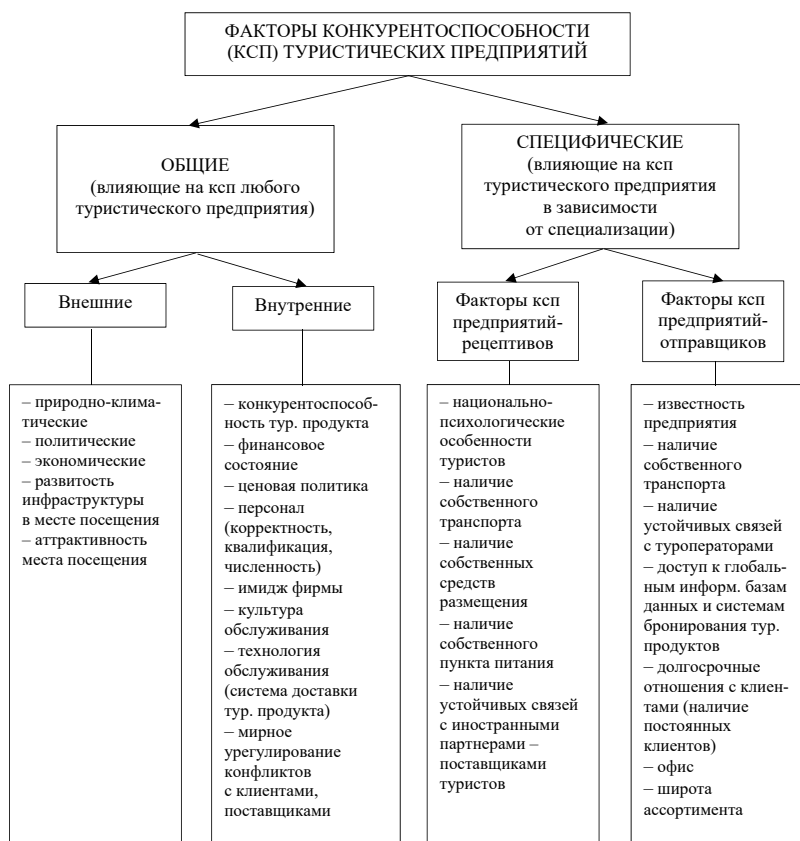 ФАКТОРЫ КОНКУРЕНТОСПОСОБНОСТИ
(КСП) ТУРИСТИЧЕСКИХ ПРЕДПРИЯТИЙ
ОБЩИЕ
(влияющие на ксп любого
туристического предприятия)
СПЕЦИФИЧЕСКИЕ
(влияющие на ксп
туристического предприятия
в зависимости
от специализации)
Внешние
Внутренние
Факторы ксп
предприятий-
рецептивов
Факторы ксп
предприятий-
отправщиков
– природно-клима-
тические
– политические
– экономические
– развитость
инфраструктуры
в месте посещения
– аттрактивность
места посещения
– конкурентоспособ-
ность тур. продукта
– финансовое
состояние
– ценовая политика
– персонал
(корректность,
квалификация,
численность)
– имидж фирмы
– культура
обслуживания
– технология
обслуживания
(система доставки
тур. продукта)
– мирное
урегулирование
конфликтов
с клиентами,
поставщиками
– национально-
психологические
особенности
туристов
– наличие
собственного
транспорта
– наличие
собственных
средств
размещения
– наличие
собственного
пункта питания
– наличие
устойчивых связей
с иностранными
партнерами –
поставщиками
туристов
– известность
предприятия
– наличие
собственного
транспорта
– наличие
устойчивых связей
с туроператорами
– доступ к глобаль-
ным информ. базам
данных и системам
бронирования тур.
продуктов
– долгосрочные
отношения с клиен-
тами (наличие
постоянных
клиентов)
– офис
– широта
ассортимента